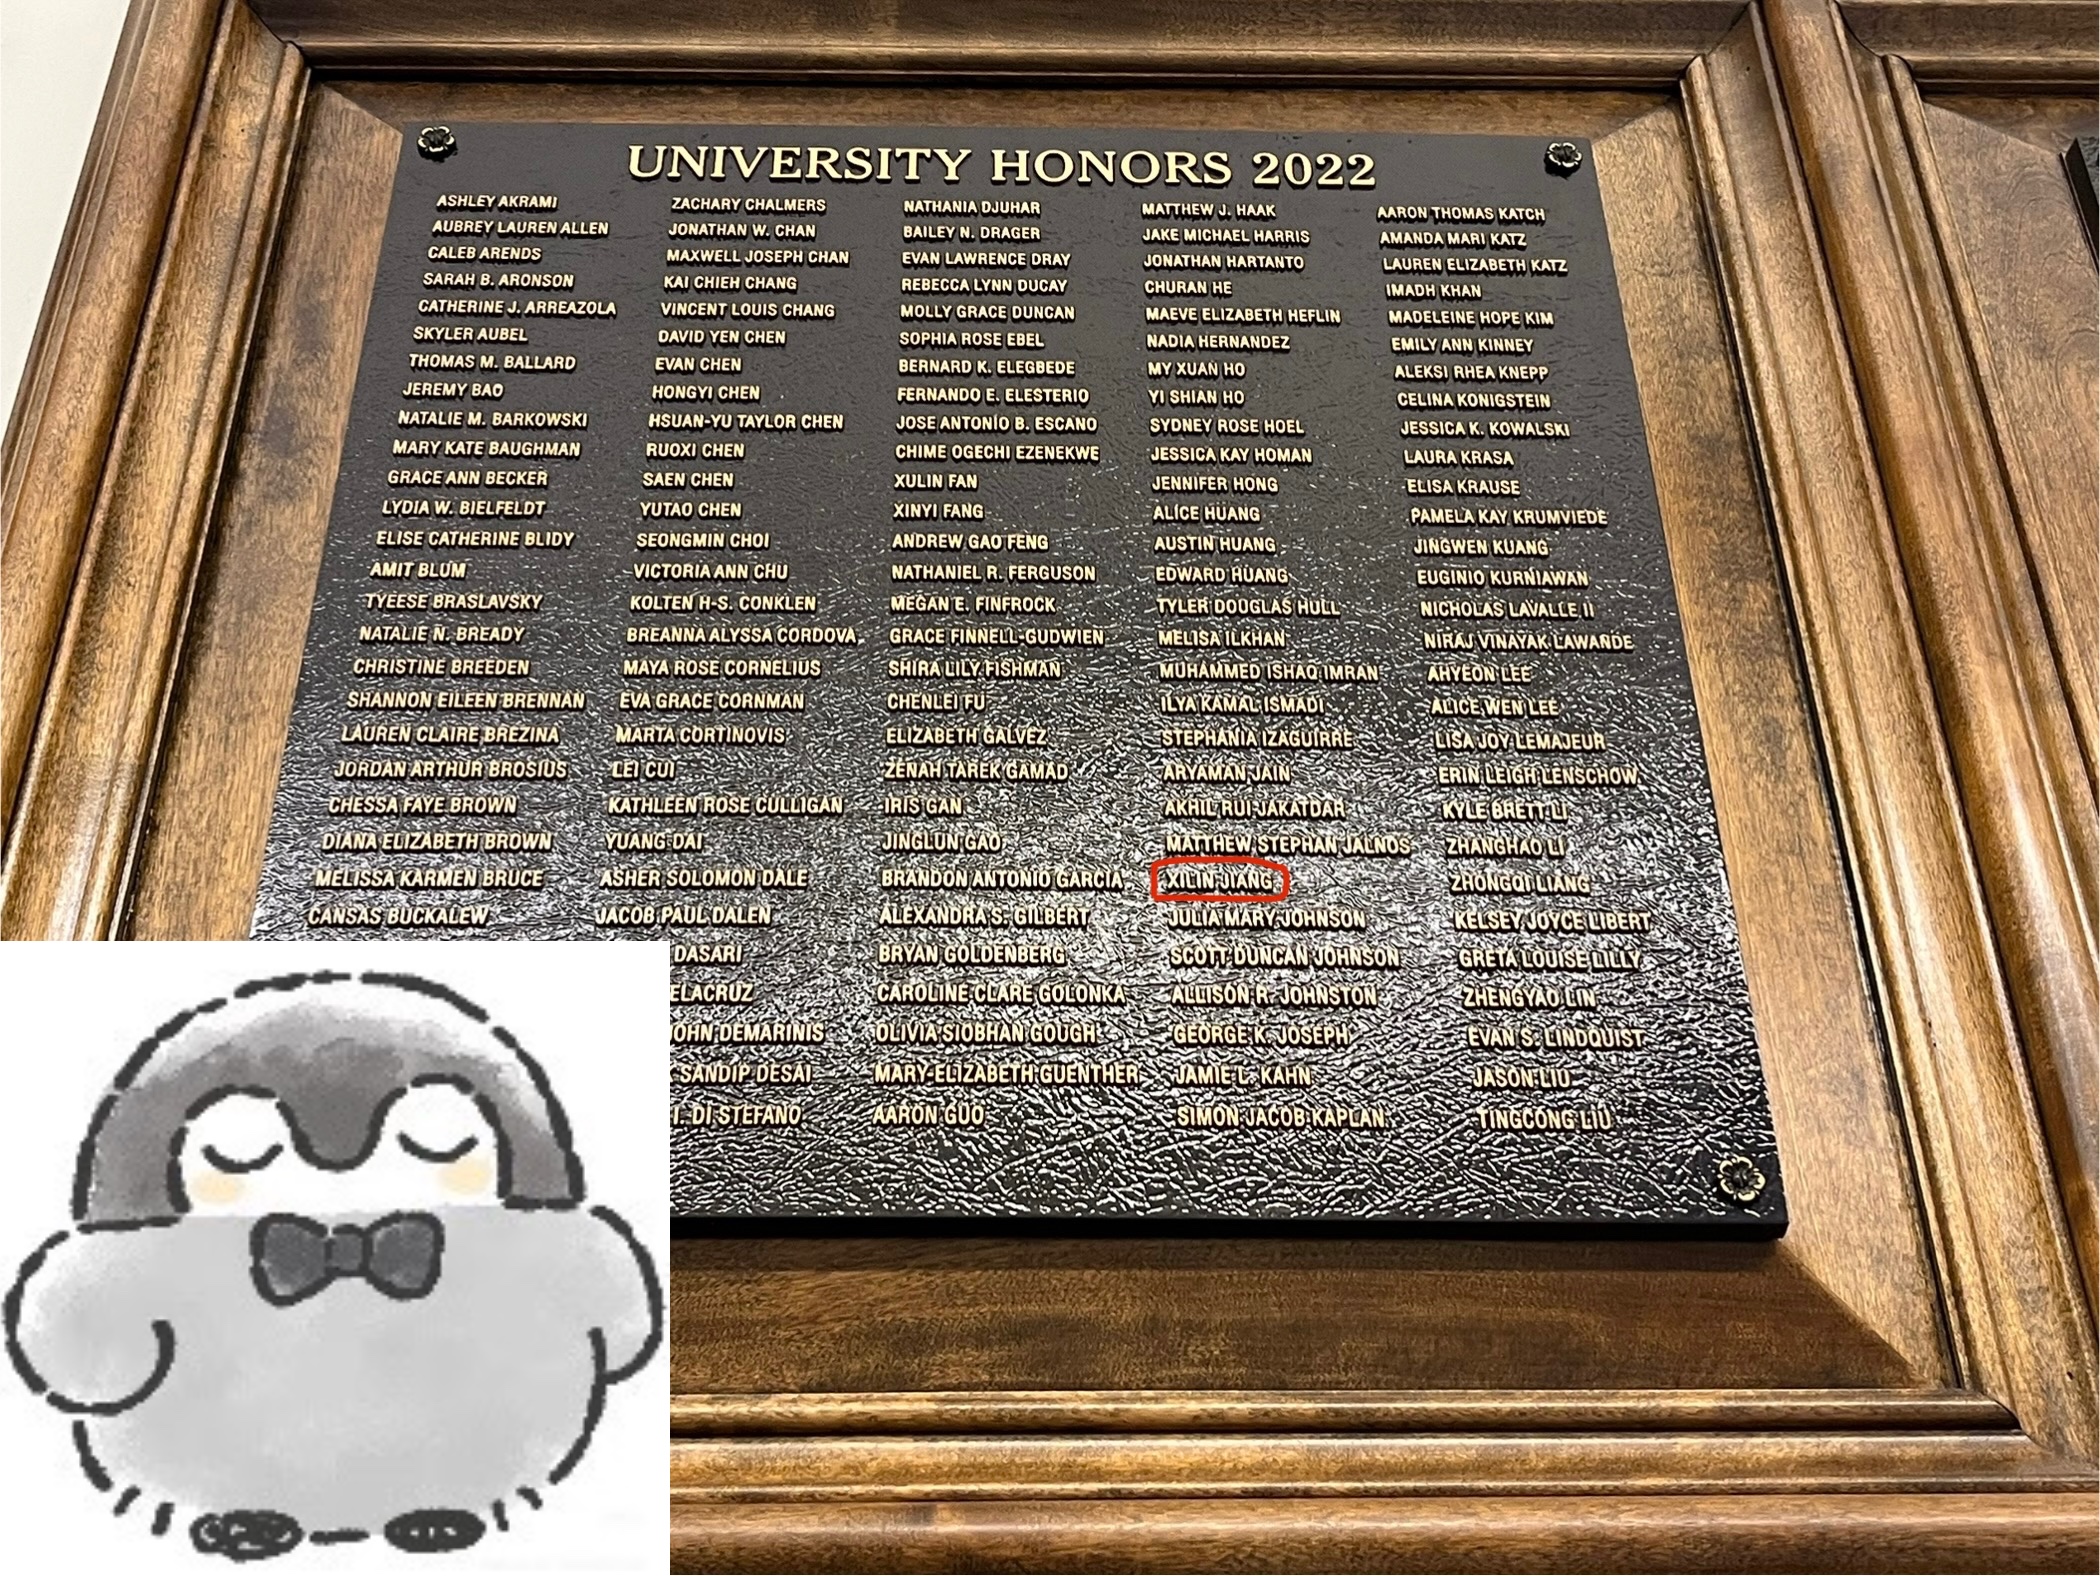 UNIVERSITY HONORS 2022
ASHLEY AKRAMI
AUBREY LAUREN ALLEN
CALEB ARENDS
SARAH B. ARONSON
CATHERINE J. ARREAZOLA
SKYLER AUBEL
THOMAS M. BALLARD
JEREMY BAO
NATALIE M. BARKOWSKI
MARY KATE BAUGHMAN
GRACE ANN BECKER
LYDIA W. BIELFELDT
ELISE CATHERINE BLIDY
AMIT BLUM
TYEESE BRASLAVSKY
NATALIE N. BREADY
CHRISTINE BREEDEN
SHANNON EILEEN BRENNAN
LAUREN CLAIRE BREZINA
JORDAN ARTHUR BROSIUS
CHESSA FAYE BROWN
DIANA ELIZABETH BROWN
MELISSA KARMEN BRUCE
CANSAS BUCKALEW
ZACHARY CHALMERS
JONATHAN W. CHAN
MAXWELL JOSEPH CHAN
KAI CHIEH CHANG
VINCENT LOUIS CHANG
DAVID YEN CHEN
EVAN CHEN
HONGYI CHEN
HSUAN-YU TAYLOR CHEN
RUOXI CHEN
SAEN CHEN
YUTAO CHEN
SEONGMIN CHOI
VICTORIA ANN CHU
KOLTEN H-S. CONKLEN
BREANNA ALYSSA CORDOVA
MAYA ROSE CORNELIUS
EVA GRACE CORNMAN
MARTA CORTINOVIS
LEI CUI
KATHLEEN ROSE CULLIGAN
YUANG DAI
ASHER SOLOMON DALE
JACOB PAUL DALEN
DASARI
DEMARINIS
SANDIP DESAI
DI STEFANO
NATHANIA DJUHAR
BAILEY N. DRAGER
EVAN LAWRENCE DRAY
REBECCA LYNN DUCAY
MOLLY GRACE DUNCAN
SOPHIA ROSE EBEL
BERNARD K. ELEGBEDE
FERNANDO E. ELESTERIO
JOSE ANTONIO B. ESCANO
CHIME OGECHI EZENEKWE
XULIN FAN
XINYI FANG
ANDREW GAO FENG
NATHANIEL R. FERGUSON
MEGAN E. FINFROCK
GRACE FINNELL-GUDWIEN
SHIRA LILY FISHMAN
CHENLEI FU
ELIZABETH GALVEZ
ZENAH TAREK GAMAD
IRIS GAN
JINGLUN GAO
BRANDON ANTONIO GARCIA
ALEXANDRA S. GILBERT
BRYAN GOLDENBERG
CAROLINE CLARE GOLONKA
OLIVIA SIOBHAN GOUGH
MARY-ELIZABETH GUENTHER
AARON GUO
MATTHEW J. HAAK
JAKE MICHAEL HARRIS
JONATHAN HARTANTO
CHURAN HE
MAEVE ELIZABETH HEFLIN
NADIA HERNANDEZ
MY XUAN HO
YI SHIAN HO
SYDNEY ROSE HOEL
JESSICA KAY HOMAN
JENNIFER HONG
ALICE HUANG
AUSTIN HUANG
EDWARD HUANG
TYLER DOUGLAS HULL
MELISA ILKHAN
MUHAMMED ISHAQ IMRAN
ILYA KAMAL ISMADI
STEPHANIA IZAGUIRRE
ARYAMAN JAIN
AKHIL RUI JAKATDAR
MATTHEW STEPHAN JALNOS
XILIN JIANG
JULIA MARY JOHNSON
SCOTT DUNCAN JOHNSON
ALLISON R. JOHNSTON
GEORGE K. JOSEPH
JAMIE L. KAHN
SIMON JACOB KAPLAN
AARON THOMAS KATCH
AMANDA MARI KATZ
LAUREN ELIZABETH KATZ
IMADH KHAN
MADELEINE HOPE KIM
EMILY ANN KINNEY
ALEKSI RHEA KNEPP
CELINA KONIGSTEIN
JESSICA K. KOWALSKI
LAURA KRASA
ELISA KRAUSE
PAMELA KAY KRUMVIEDE
JINGWEN KUANG
EUGINIO KURNIAWAN
NICHOLAS LAVALLE II
NIRAJ VINAYAK LAWANDE
AHYEON LEE
ALICE WEN LEE
LISA JOY LEMAJEUR
ERIN LEIGH LENSCHOW
KYLE BRETT LI
ZHANGHAO LI
ZHONGQI LIANG
KELSEY JOYCE LIBERT
GRETA LOUISE LILLY
ZHENGYAO LIN
EVAN S. LINDQUIST
JASON LIU
TINGCONG LIU